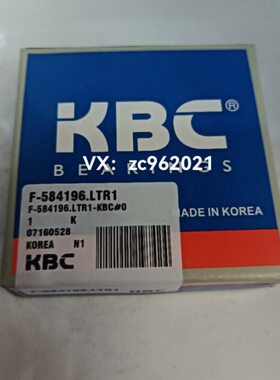 KBC®
VX: zc962021
BEARINGS
F-584196.LTR1
F-584196.LTR1-KBC#0
1 K
07160528
KOREA N1
KBC
MADE IN KOREA